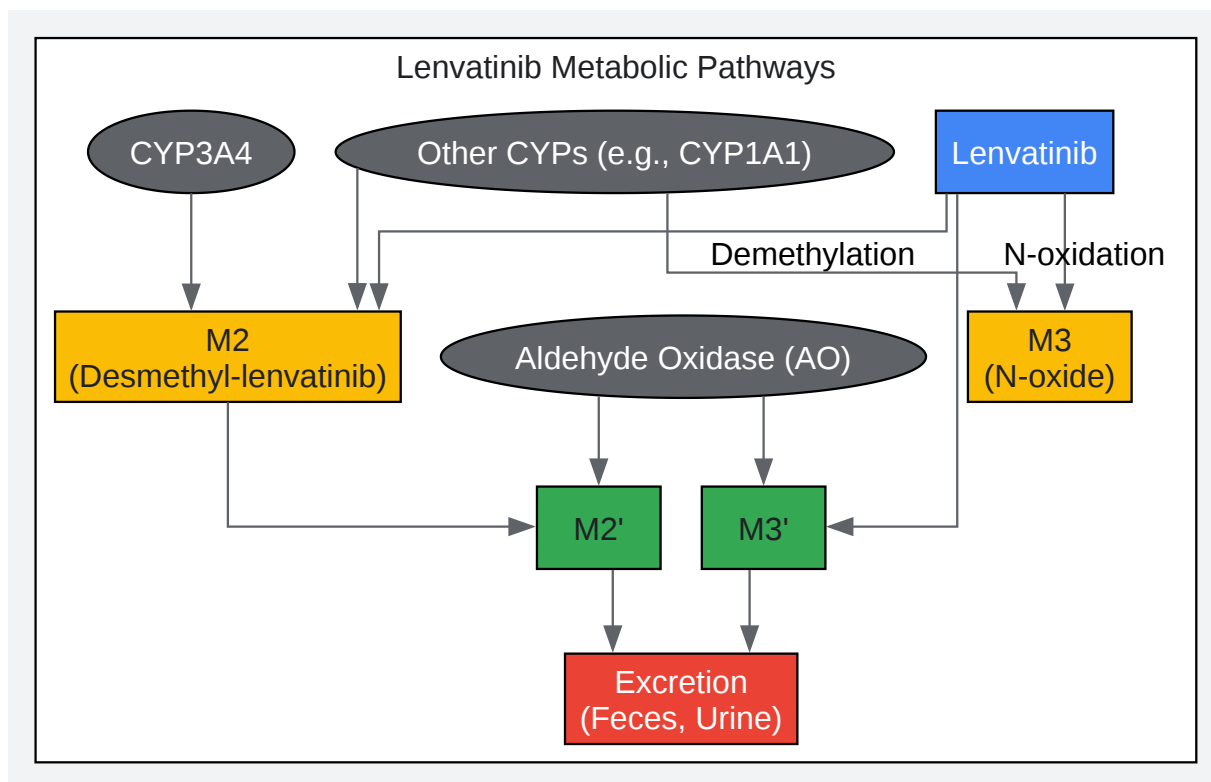 Lenvatinib Metabolic Pathways
CYP3A4
Other CYPs (e.g., CYP1A1)
Lenvatinib
Demethylation
N-oxidation
M2
(Desmethyl-lenvatinib)
Aldehyde Oxidase (AO)
M3
(N-oxide)
M2'
M3'
Excretion
(Feces, Urine)